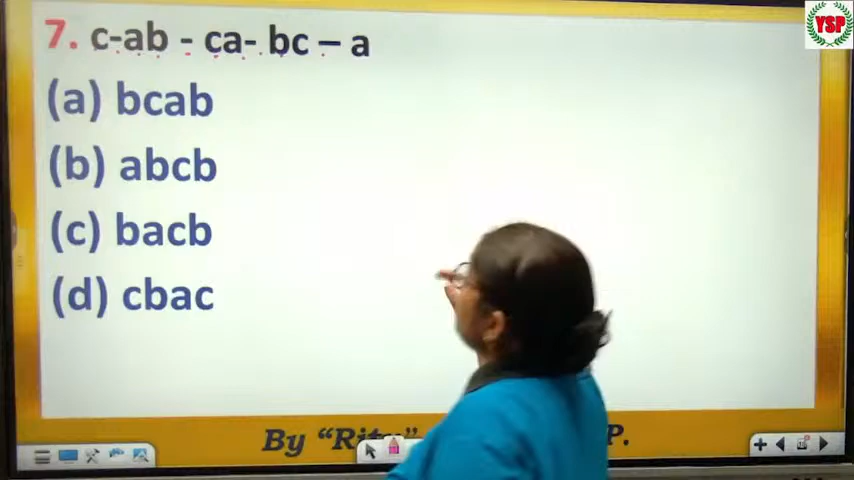 YSP
7. c-ab - ca- bc – a
(a) bcab
(b) abcb
(c) bacb
(d) cbac
By P.